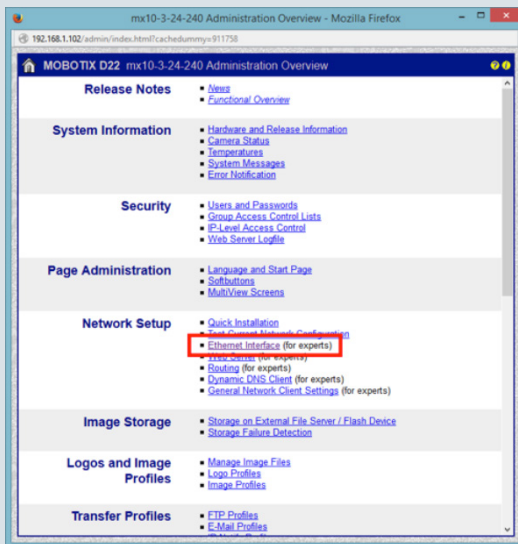 mx10-3-24-240 Administration Overview - Mozilla Firefox
192.168.1.102/admin/index.html?cachedummy=911758
MOBOTIX D22 mx10-3-24-240 Administration Overview
Release Notes
News
Functional Overview
System Information
Hardware and Release Information
Camera Status
Temperatures
System Messages
Error Notification
Security
Users and Passwords
Group Access Control Lists
IP-Level Access Control
Web Server Logfile
Page Administration
Language and Start Page
Softbuttons
MultiView Screens
Network Setup
Quick Installation
Test Current Network Configuration
Ethernet Interface (for experts)
Web Server (for experts)
Routing (for experts)
Dynamic DNS Client (for experts)
General Network Client Settings (for experts)
Image Storage
Storage on External File Server / Flash Device
Storage Failure Detection
Logos and Image Profiles
Manage Image Files
Logo Profiles
Image Profiles
Transfer Profiles
FTP Profiles
E-Mail Profiles